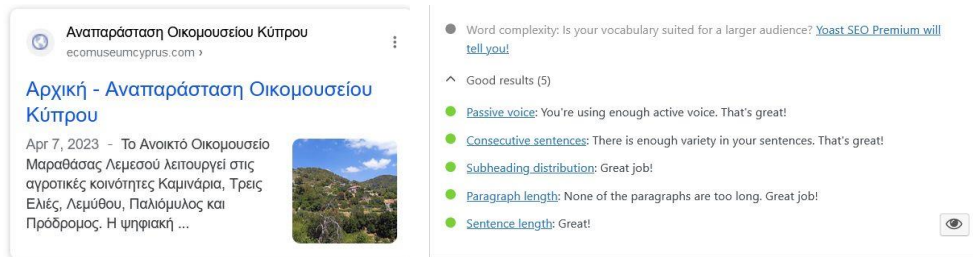 Αναπαράσταση Οικομουσείου Κύπρου
ecomuseumcyprus.com ›
Αρχική - Αναπαράσταση Οικομουσείου
Κύπρου
Apr 7, 2023 - Το Ανοικτό Οικομουσείο
Μαραθάσας Λεμεσού λειτουργεί στις
αγροτικές κοινότητες Καμινάρια, Τρεις
Ελιές, Λεμύθου, Παλιόμυλος και
Πρόδρομος. Η ψηφιακή ...
Word complexity: Is your vocabulary suited for a larger audience? Yoast SEO Premium will
tell you!
Good results (5)
Passive voice: You're using enough active voice. That's great!
Consecutive sentences: There is enough variety in your sentences. That's great!
Subheading distribution: Great job!
Paragraph length: None of the paragraphs are too long. Great job!
Sentence length: Great!